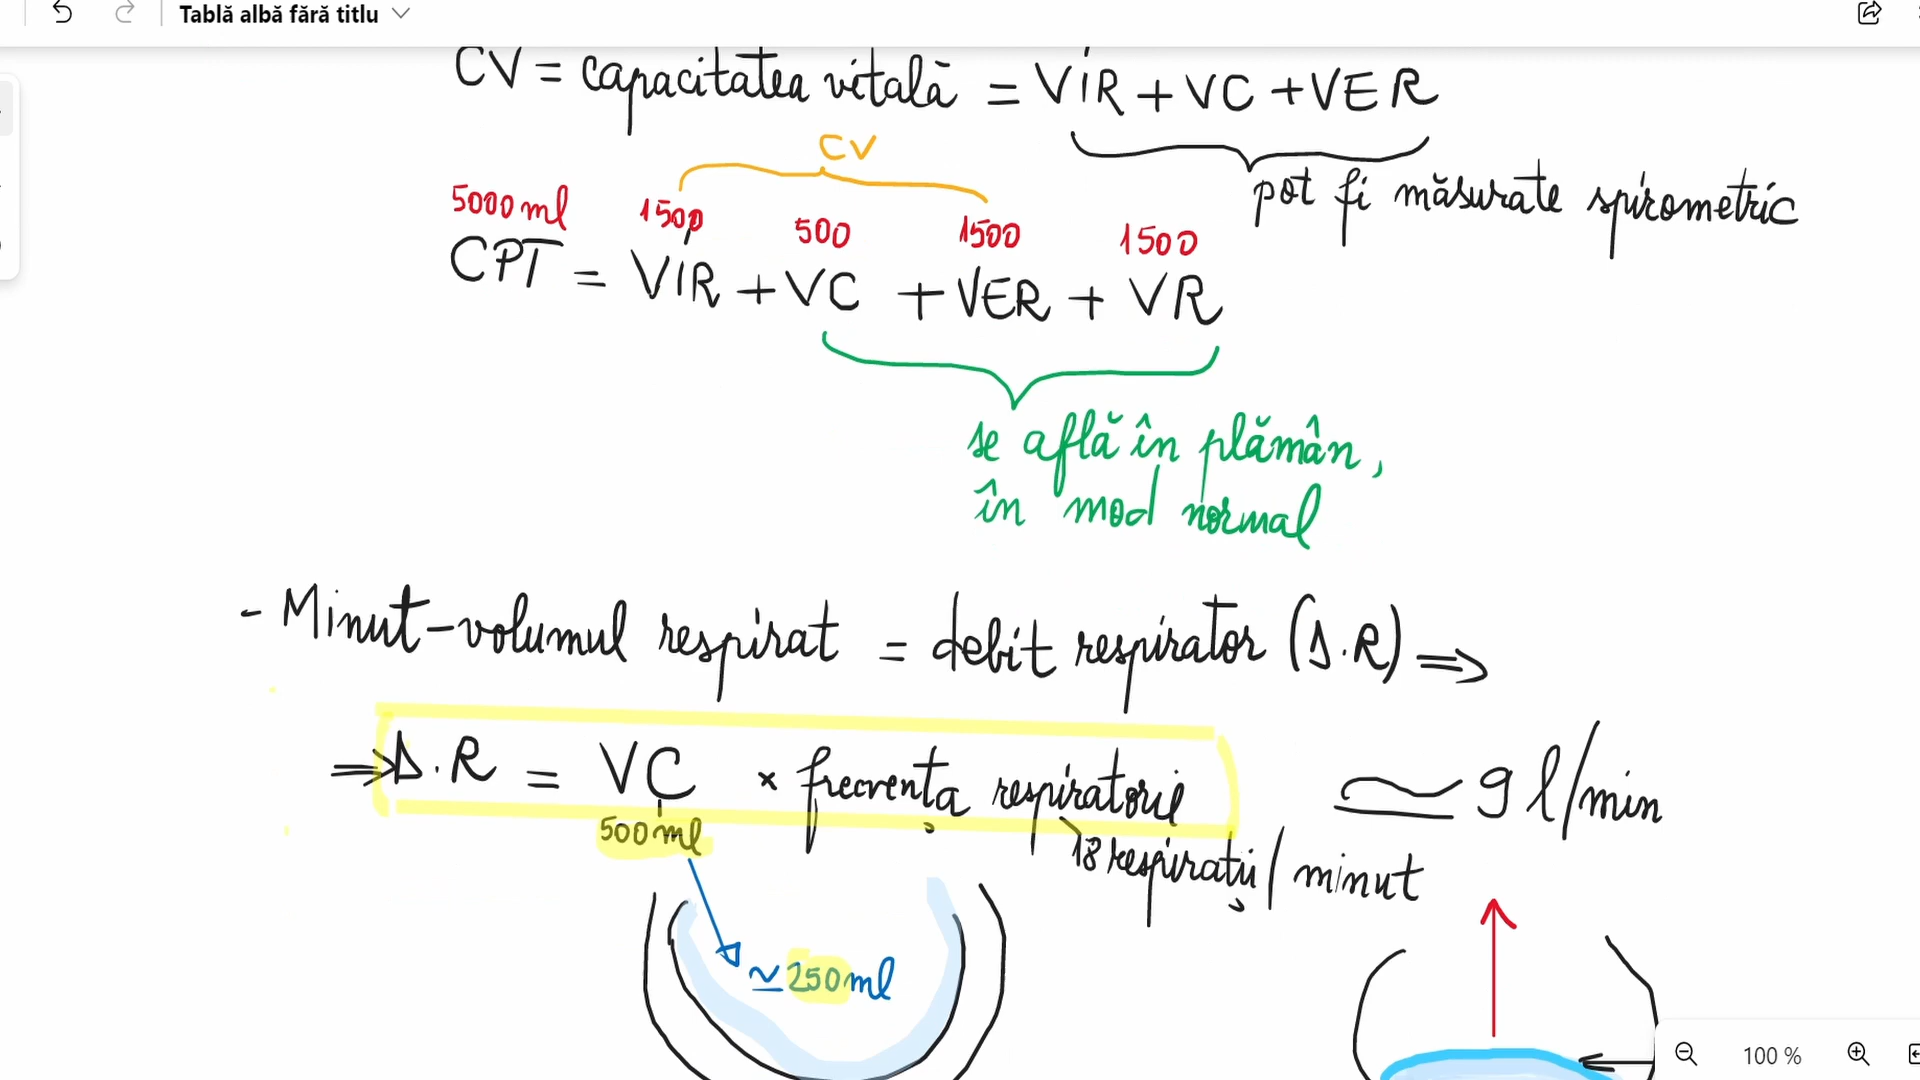 Tablă albă fără titlu
CV = capacitatea vitală = VIR + VC + VER
CV
pot fi măsurate spirometric
5000 ml 1500 500 1500 1500
CPT = VIR + VC + VER + VR
se află în plămân,
în mod normal
- Minut-volumul respirat = debit respirator (D.R) ⇒
⇒ D.R = VC × frecvența respiratorie ≃ 9 l/min
500 ml
18 respirații / minut
≃ 250 ml
100 %